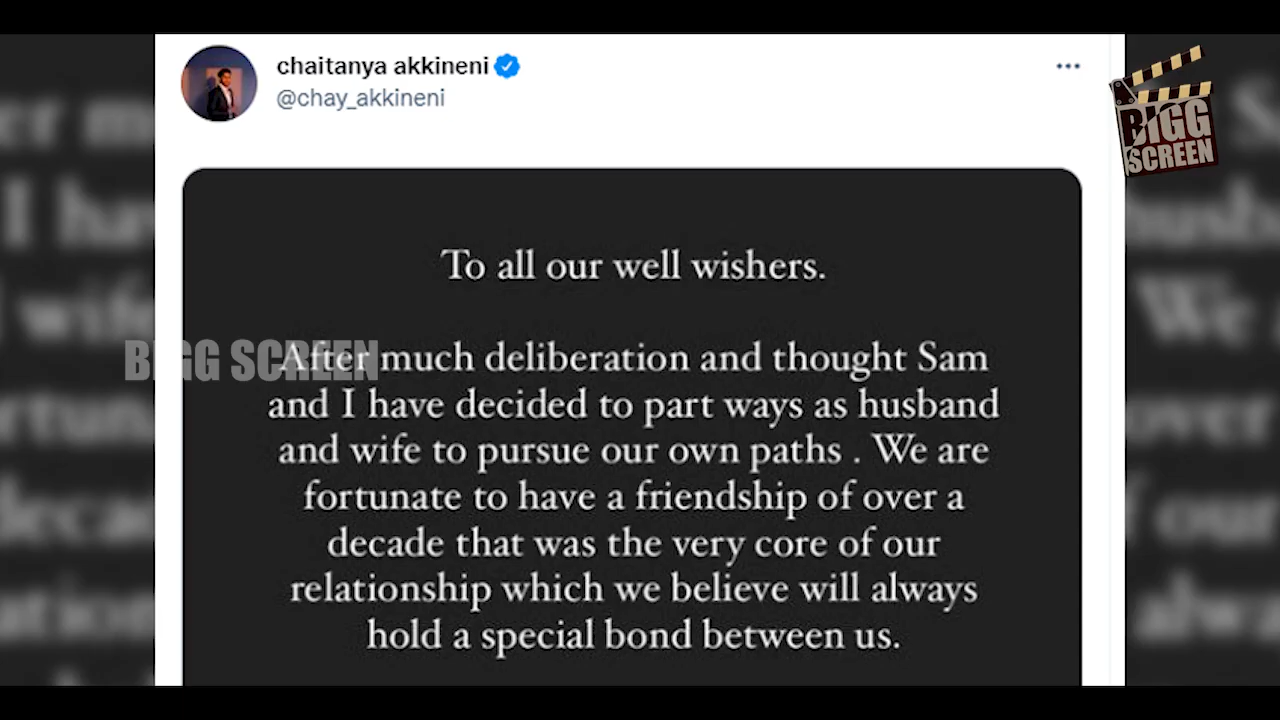 chaitanya akkineni
@chay_akkineni
BIGG
SCREEN
To all our well wishers.
BIGG SCREEN
After much deliberation and thought Sam
and I have decided to part ways as husband
and wife to pursue our own paths . We are
fortunate to have a friendship of over a
decade that was the very core of our
relationship which we believe will always
hold a special bond between us.